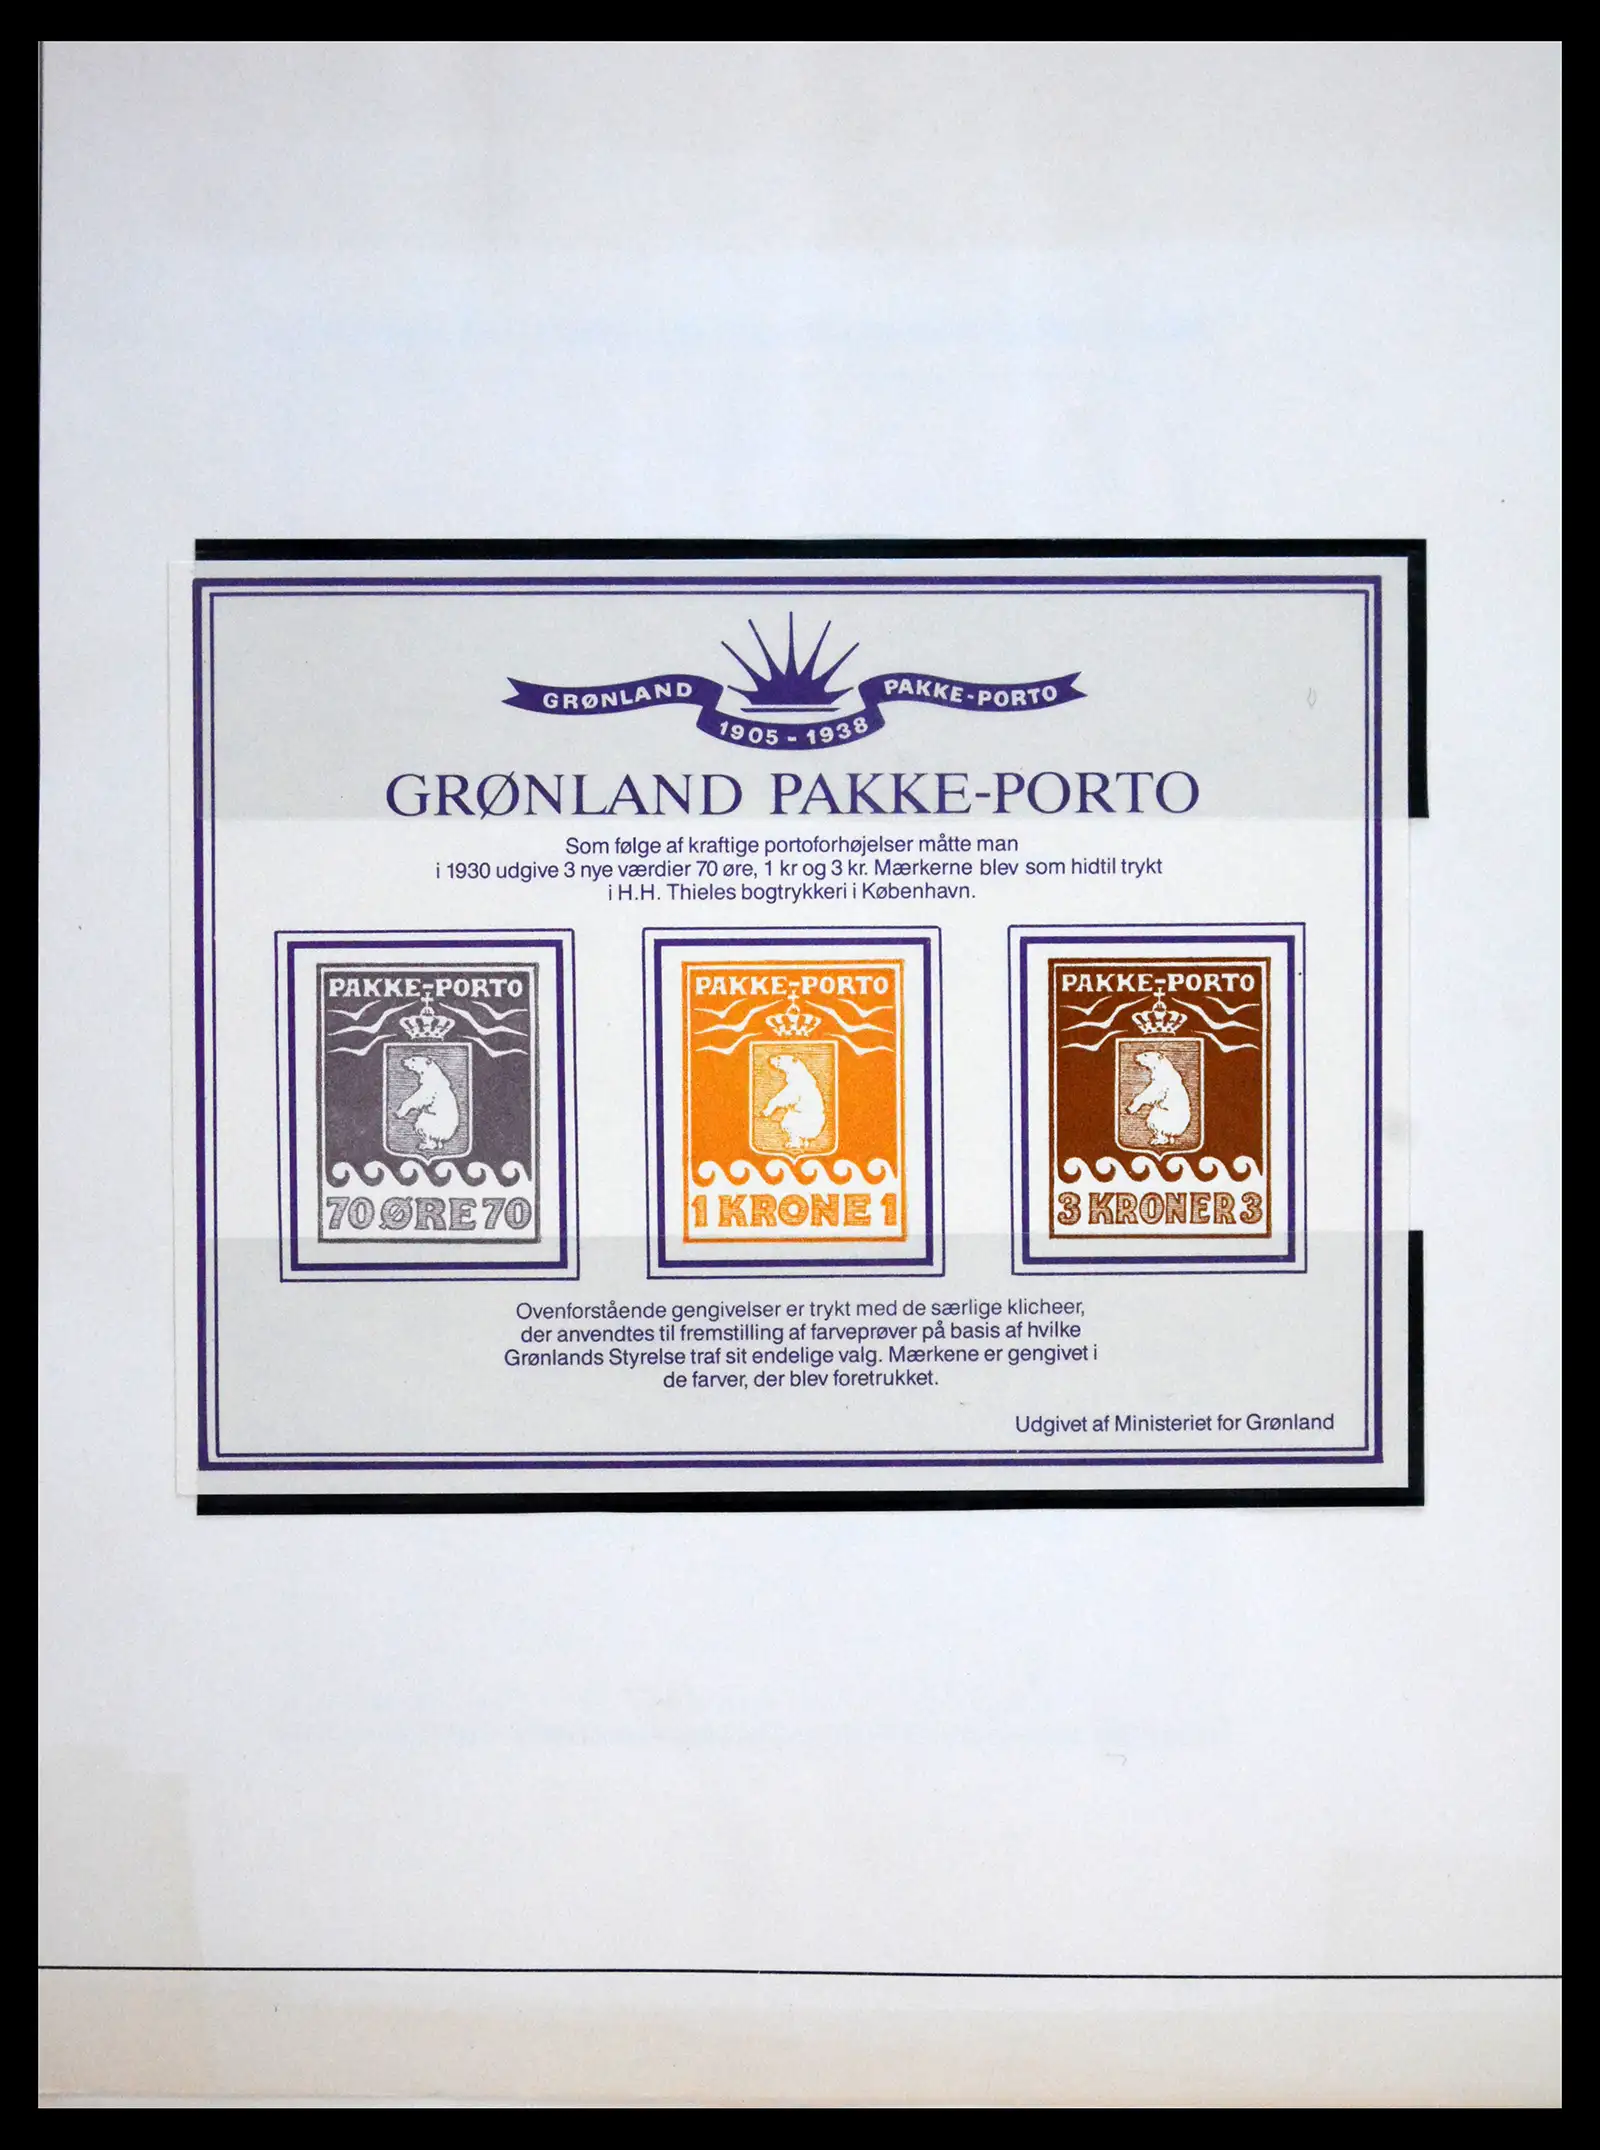 GRØNLAND PAKKE-PORTO
1905 - 1938
GRØNLAND PAKKE-PORTO
Som følge af kraftige portoforhøjelser måtte man
i 1930 udgive 3 nye værdier 70 øre, 1 kr og 3 kr. Mærkerne blev som hidtil trykt
i H.H. Thieles bogtrykkeri i København.
PAKKE-PORTO
70 ØRE 70
PAKKE-PORTO
1 KRONE 1
PAKKE-PORTO
3 KRONER 3
Ovenforstående gengivelser er trykt med de særlige klicheer,
der anvendtes til fremstilling af farveprøver på basis af hvilke
Grønlands Styrelse traf sit endelige valg. Mærkene er gengivet i
de farver, der blev foretrukket.
Udgivet af Ministeriet for Grønland